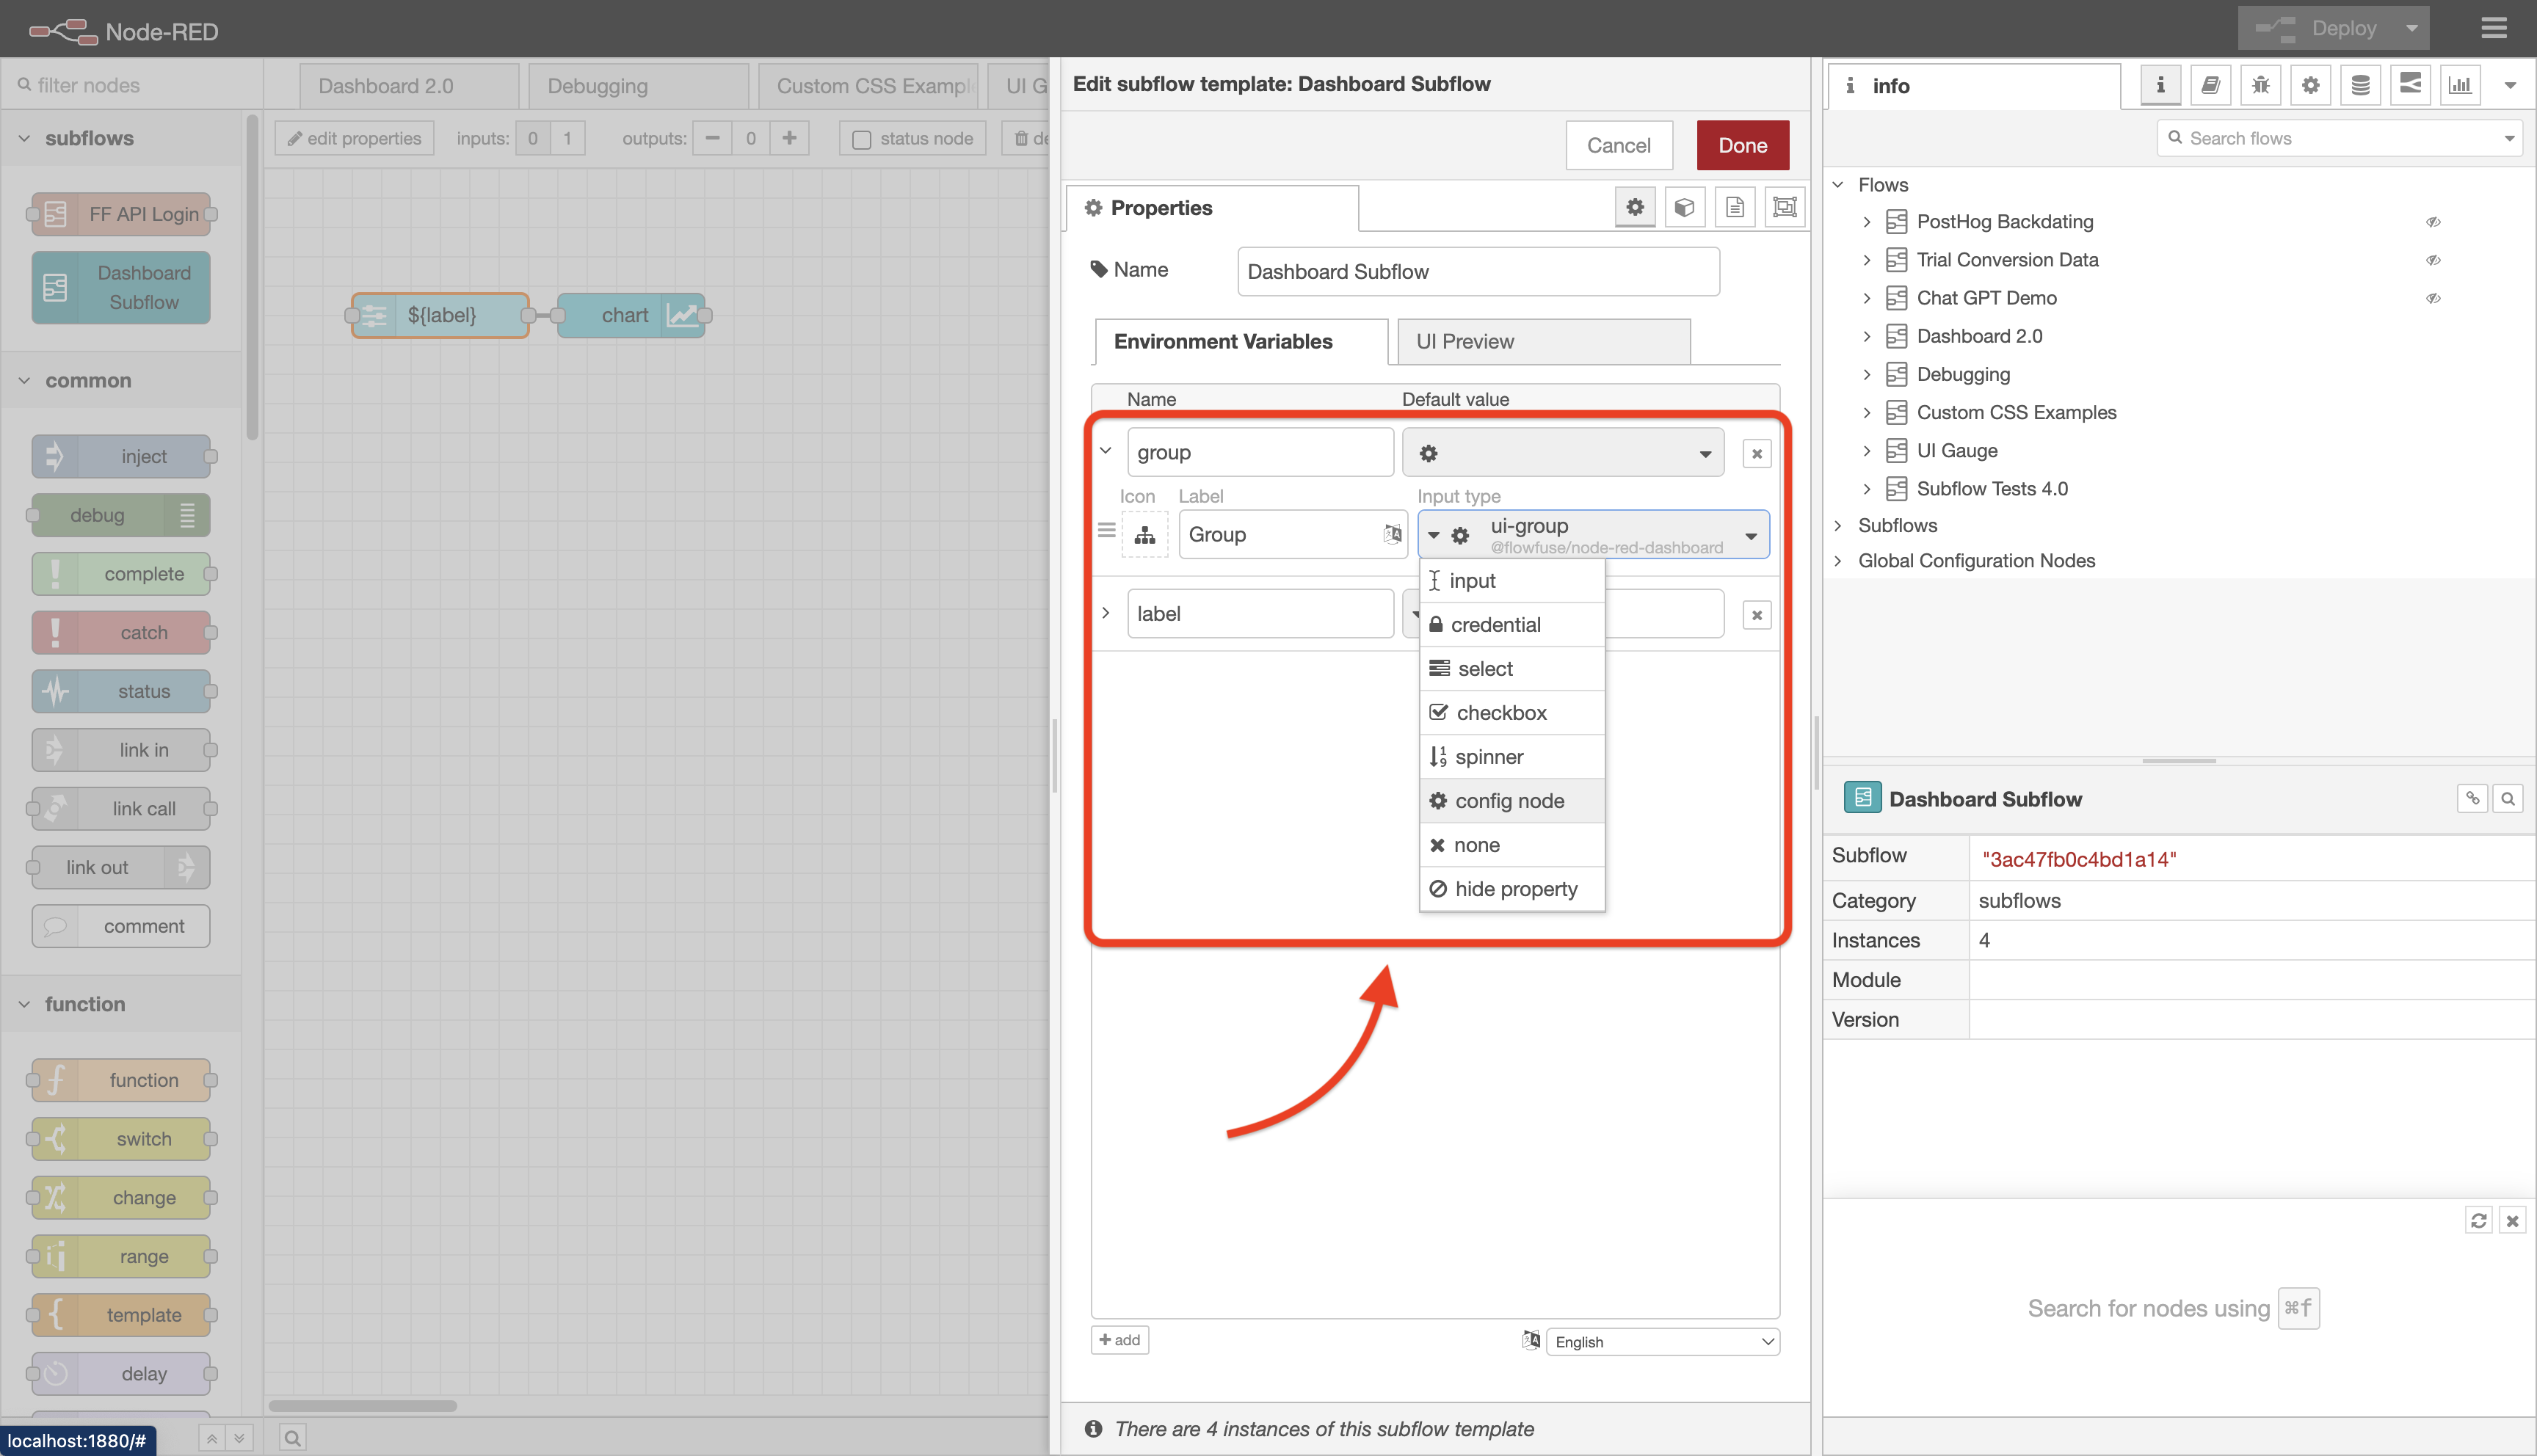 Node-RED
Deploy
filter nodes
Dashboard 2.0
Debugging
Custom CSS Exampl
UI G
edit properties
inputs: 0 1
outputs: 0
status node
de
subflows
FF API Login
Dashboard
Subflow
common
inject
debug
complete
catch
status
link in
link call
link out
comment
function
function
switch
change
range
template
delay
localhost:1880/#
${label}
chart
Edit subflow template: Dashboard Subflow
Cancel
Done
Properties
Name
Dashboard Subflow
Environment Variables
UI Preview
Name
Default value
group
Icon
Label
Input type
Group
ui-group
@flowfuse/node-red-dashboard
label
input
credential
select
checkbox
spinner
config node
none
hide property
add
English
There are 4 instances of this subflow template
info
Search flows
Flows
PostHog Backdating
Trial Conversion Data
Chat GPT Demo
Dashboard 2.0
Debugging
Custom CSS Examples
UI Gauge
Subflow Tests 4.0
Subflows
Global Configuration Nodes
Dashboard Subflow
Subflow
"3ac47fb0c4bd1a14"
Category
subflows
Instances
4
Module
Version
Search for nodes using ⌘f